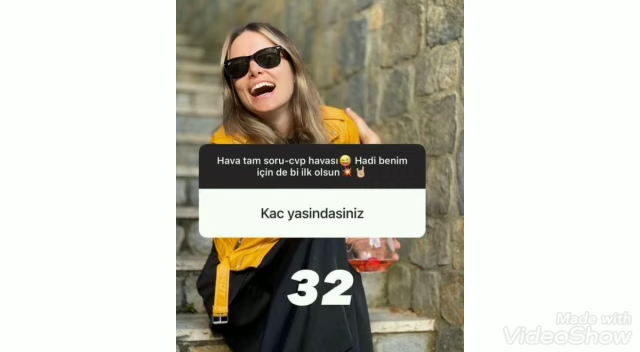 Hava tam soru-cvp havası😄 Hadi benim
için de bi ilk olsun💥🤘🏼
Kac yasindasiniz
32
Made with
VideoShow